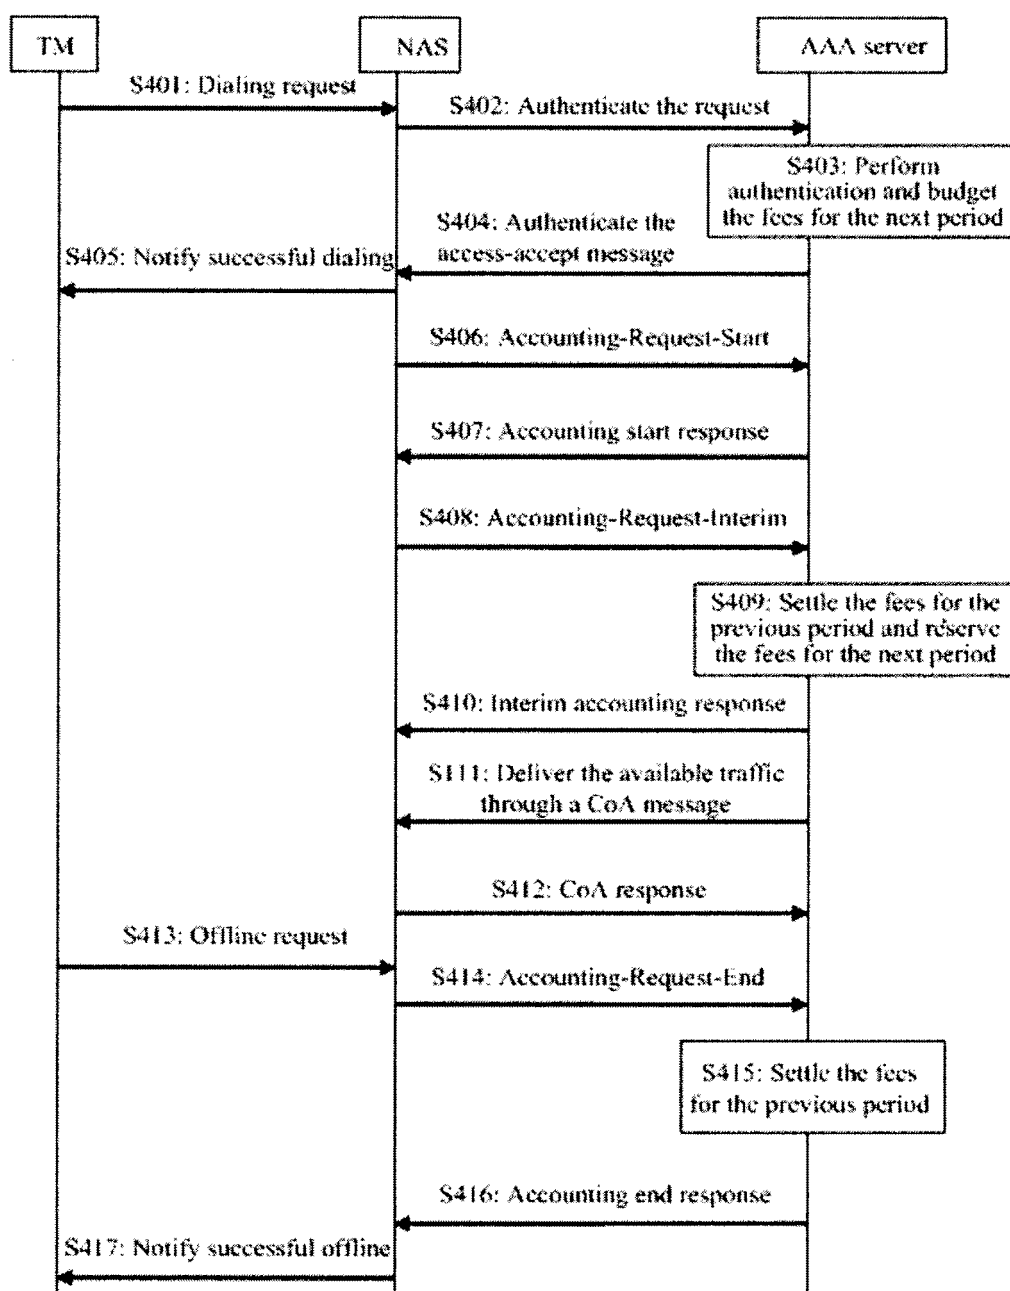 TM
NAS
AAA server
S401: Dialing request
S402: Authenticate the request
S403: Perform
authentication and budget
the fees for the next period
S404: Authenticate the
access-accept message
S405: Notify successful dialing
S406: Accounting-Request-Start
S407: Accounting start response
S408: Accounting-Request-Interim
S409: Settle the fees for the
previous period and reserve
the fees for the next period
S410: Interim accounting response
S111: Deliver the available traffic
through a CoA message
S412: CoA response
S413: Offline request
S414: Accounting-Request-End
S415: Settle the fees
for the previous period
S416: Accounting end response
S417: Notify successful offline